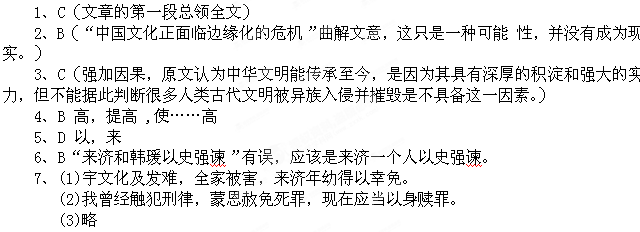 1、C（文章的第一段总领全文）
2、B（“中国文化正面临边缘化的危机”曲解文意，这只是一种可能 性，并没有成为现
实。）
3、C（强加因果，原文认为中华文明能传承至今，是因为其具有深厚的积淀和强大的实
力，但不能据此判断很多人类古代文明被异族入侵并摧毁是不具备这一因素。）
4、B 高，提高 ,使……高
5、D 以，来
6、B“来济和韩瑗以史强谏”有误，应该是来济一个人以史强谏。
7、(1)宇文化及发难，全家被害，来济年幼得以幸免。
(2)我曾经触犯刑律，蒙恩赦免死罪，现在应当以身赎罪。
(3)略